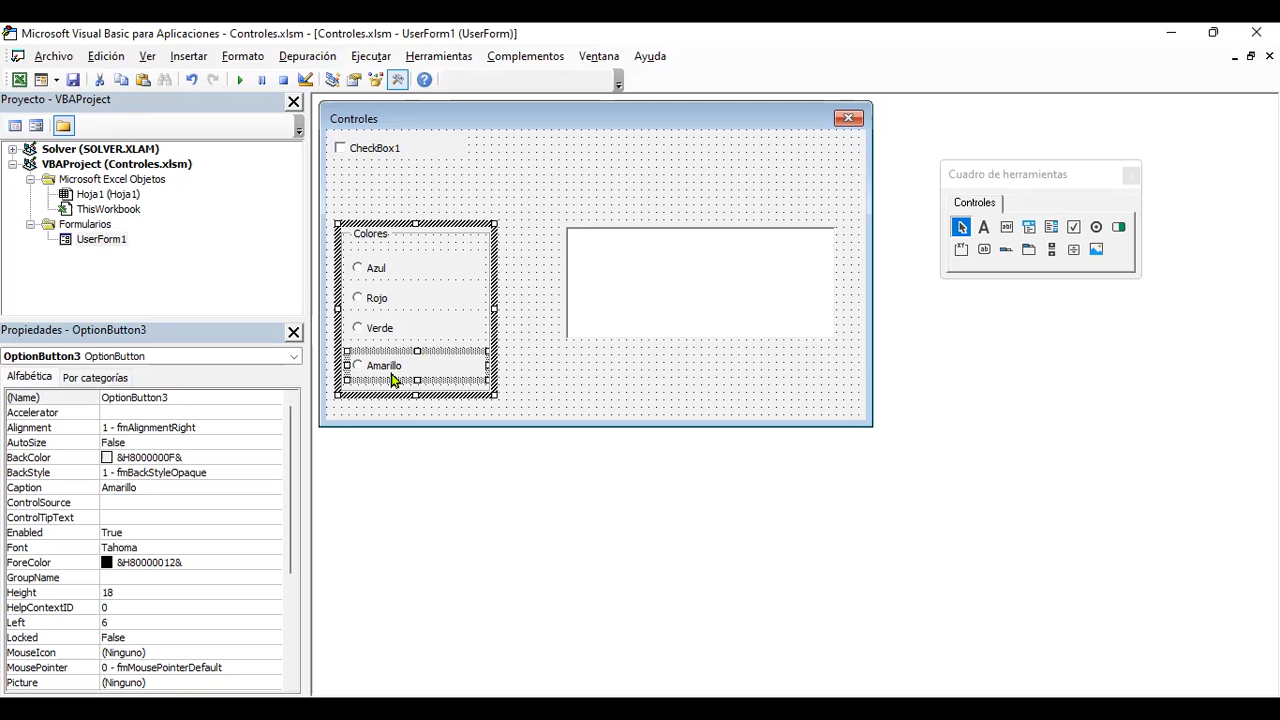 Microsoft Visual Basic para Aplicaciones - Controles.xlsm - [Controles.xlsm - UserForm1 (UserForm)]
Archivo Edición Ver Insertar Formato Depuración Ejecutar Herramientas Complementos Ventana Ayuda
Proyecto - VBAProject
Solver (SOLVER.XLAM)
VBAProject (Controles.xlsm)
Microsoft Excel Objetos
Hoja1 (Hoja1)
ThisWorkbook
Formularios
UserForm1
Propiedades - OptionButton3
OptionButton3 OptionButton
Alfabética Por categorías
(Name) OptionButton3
Accelerator
Alignment 1 - fmAlignmentRight
AutoSize False
BackColor &H8000000F&
BackStyle 1 - fmBackStyleOpaque
Caption Amarillo
ControlSource
ControlTipText
Enabled True
Font Tahoma
ForeColor &H80000012&
GroupName
Height 18
HelpContextID 0
Left 6
Locked False
MouseIcon (Ninguno)
MousePointer 0 - fmMousePointerDefault
Picture (Ninguno)
Controles
CheckBox1
Colores
Azul
Rojo
Verde
Amarillo
Cuadro de herramientas
Controles